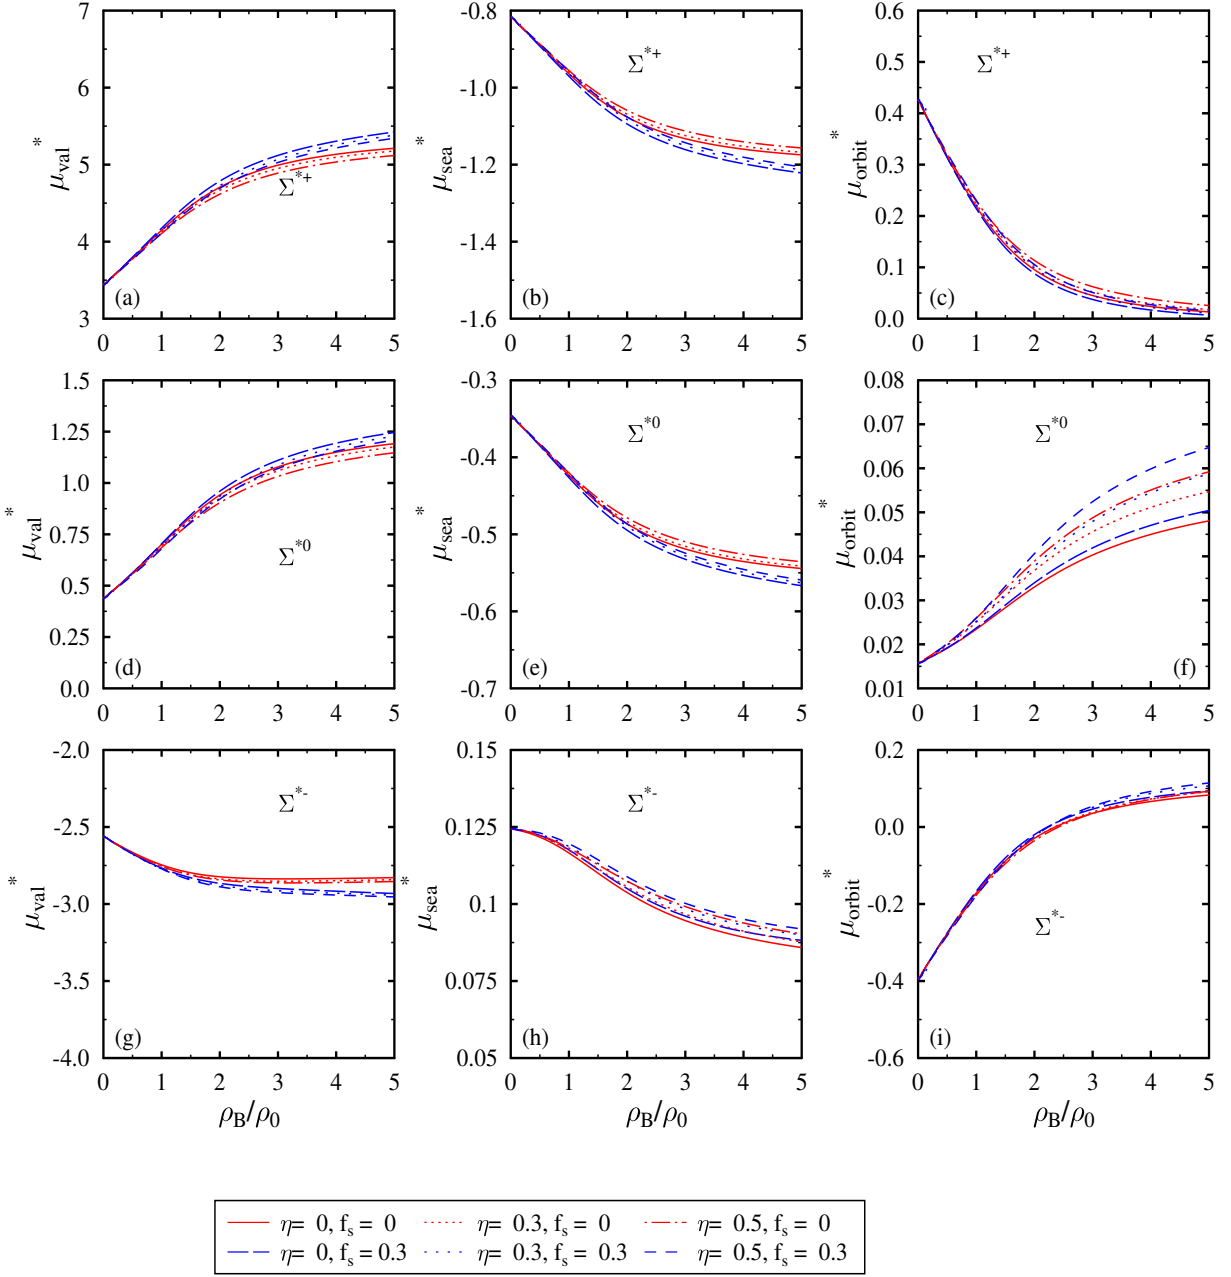 7
6
5
4
3
0 1 2 3 4 5
μ*val
Σ*+
(a)
-0.8
-1.0
-1.2
-1.4
-1.6
0 1 2 3 4 5
μ*sea
Σ*+
(b)
0.6
0.5
0.4
0.3
0.2
0.1
0.0
0 1 2 3 4 5
μ*orbit
Σ*+
(c)
1.5
1.25
1.0
0.75
0.5
0.25
0.0
0 1 2 3 4 5
μ*val
Σ*0
(d)
-0.3
-0.4
-0.5
-0.6
-0.7
0 1 2 3 4 5
μ*sea
Σ*0
(e)
0.08
0.07
0.06
0.05
0.04
0.03
0.02
0.01
0 1 2 3 4 5
μ*orbit
Σ*0
(f)
-2.0
-2.5
-3.0
-3.5
-4.0
0 1 2 3 4 5
μ*val
Σ*-
(g)
ρB/ρ0
0.15
0.125
0.1
0.075
0.05
0 1 2 3 4 5
μ*sea
Σ*-
(h)
ρB/ρ0
0.2
0.0
-0.2
-0.4
-0.6
0 1 2 3 4 5
μ*orbit
Σ*-
(i)
ρB/ρ0
η= 0, fs = 0 η= 0.3, fs = 0 η= 0.5, fs = 0
η= 0, fs = 0.3 η= 0.3, fs = 0.3 η= 0.5, fs = 0.3